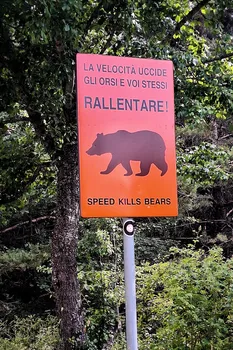 LA VELOCITÀ UCCIDE
GLI ORSI E VOI STESSI
RALLENTARE!
SPEED KILLS BEARS